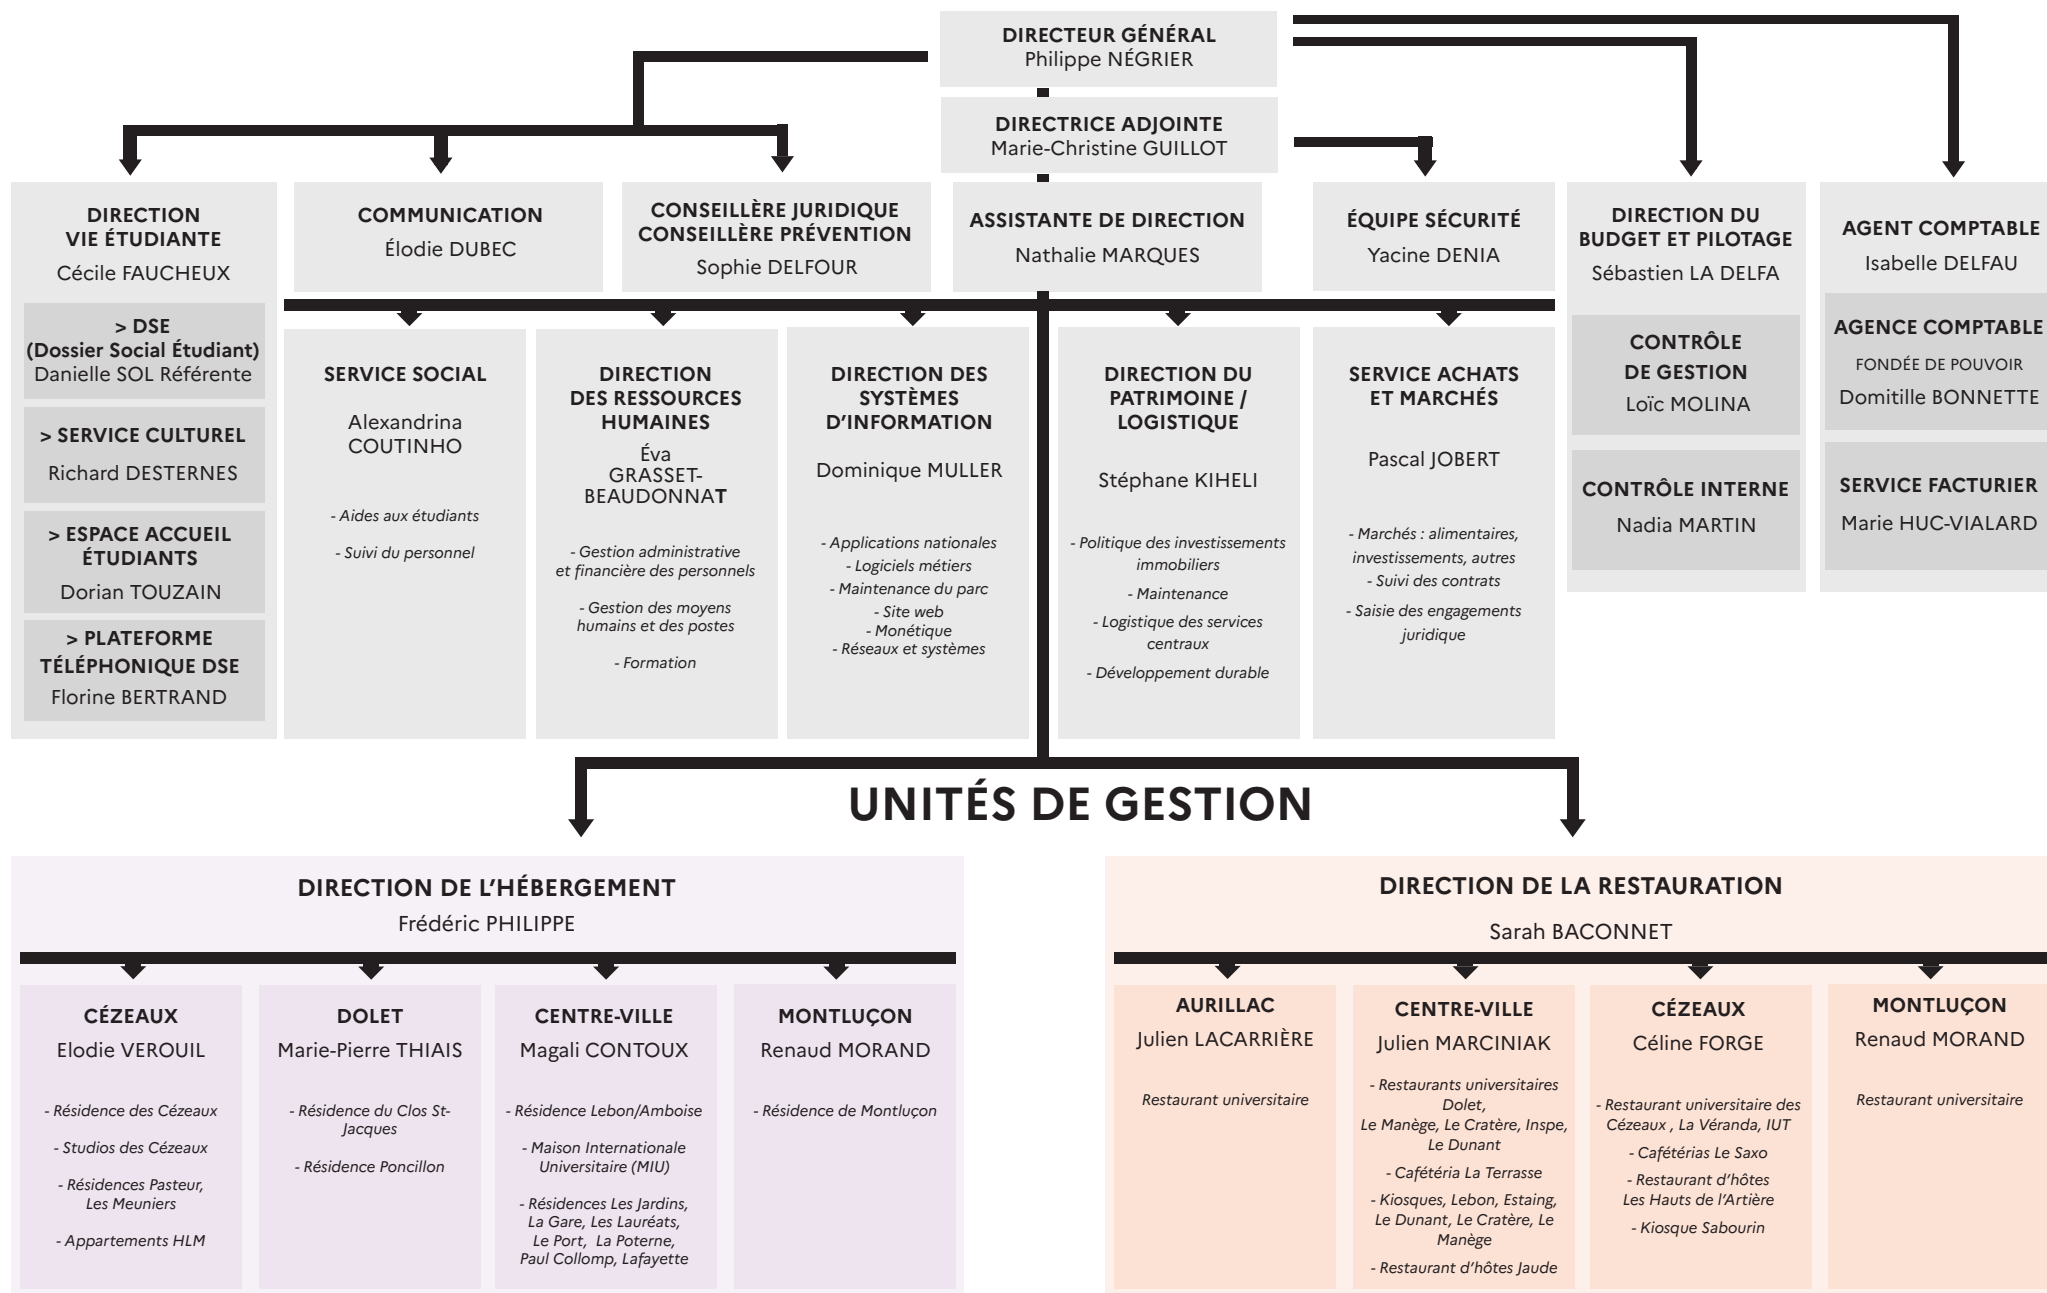 DIRECTEUR GÉNÉRAL
Philippe NÉGRIER
DIRECTRICE ADJOINTE
Marie-Christine GUILLOT
DIRECTION
VIE ÉTUDIANTE
Cécile FAUCHEUX
> DSE
(Dossier Social Étudiant)
Danielle SOL Référente
> SERVICE CULTUREL
Richard DESTERNES
> ESPACE ACCUEIL
ÉTUDIANTS
Dorian TOUZAIN
> PLATEFORME
TÉLÉPHONIQUE DSE
Florine BERTRAND
COMMUNICATION
Élodie DUBEC
CONSEILLÈRE JURIDIQUE
CONSEILLÈRE PRÉVENTION
Sophie DELFOUR
ASSISTANTE DE DIRECTION
Nathalie MARQUES
ÉQUIPE SÉCURITÉ
Yacine DENIA
DIRECTION DU
BUDGET ET PILOTAGE
Sébastien LA DELFA
CONTRÔLE
DE GESTION
Loïc MOLINA
CONTRÔLE INTERNE
Nadia MARTIN
AGENT COMPTABLE
Isabelle DELFAU
AGENCE COMPTABLE
FONDÉE DE POUVOIR
Domitille BONNETTE
SERVICE FACTURIER
Marie HUC-VIALARD
SERVICE SOCIAL
Alexandrina
COUTINHO
- Aides aux étudiants
- Suivi du personnel
DIRECTION
DES RESSOURCES
HUMAINES
Éva
GRASSET-
BEAUDONNAT
- Gestion administrative
et financière des personnels
- Gestion des moyens
humains et des postes
- Formation
DIRECTION DES
SYSTÈMES
D'INFORMATION
Dominique MULLER
- Applications nationales
- Logiciels métiers
- Maintenance du parc
- Site web
- Monétique
- Réseaux et systèmes
DIRECTION DU
PATRIMOINE /
LOGISTIQUE
Stéphane KIHELI
- Politique des investissements
immobiliers
- Maintenance
- Logistique des services
centraux
- Développement durable
SERVICE ACHATS
ET MARCHÉS
Pascal JOBERT
- Marchés : alimentaires,
investissements, autres
- Suivi des contrats
- Saisie des engagements
juridique
UNITÉS DE GESTION
DIRECTION DE L'HÉBERGEMENT
Frédéric PHILIPPE
CÉZEAUX
Elodie VEROUIL
- Résidence des Cézeaux
- Studios des Cézeaux
- Résidences Pasteur,
Les Meuniers
- Appartements HLM
DOLET
Marie-Pierre THIAIS
- Résidence du Clos St-
Jacques
- Résidence Poncillon
CENTRE-VILLE
Magali CONTOUX
- Résidence Lebon/Amboise
- Maison Internationale
Universitaire (MIU)
- Résidences Les Jardins,
La Gare, Les Lauréats,
Le Port, La Poterne,
Paul Collomp, Lafayette
MONTLUÇON
Renaud MORAND
- Résidence de Montluçon
DIRECTION DE LA RESTAURATION
Sarah BACONNET
AURILLAC
Julien LACARRIÈRE
Restaurant universitaire
CENTRE-VILLE
Julien MARCINIAK
- Restaurants universitaires
Dolet,
Le Manège, Le Cratère, Inspe,
Le Dunant
- Cafétéria La Terrasse
- Kiosques, Lebon, Estaing,
Le Dunant, Le Cratère, Le
Manège
- Restaurant d'hôtes Jaude
CÉZEAUX
Céline FORGE
- Restaurant universitaire des
Cézeaux , La Véranda, IUT
- Cafétérias Le Saxo
- Restaurant d'hôtes
Les Hauts de l'Artière
- Kiosque Sabourin
MONTLUÇON
Renaud MORAND
Restaurant universitaire